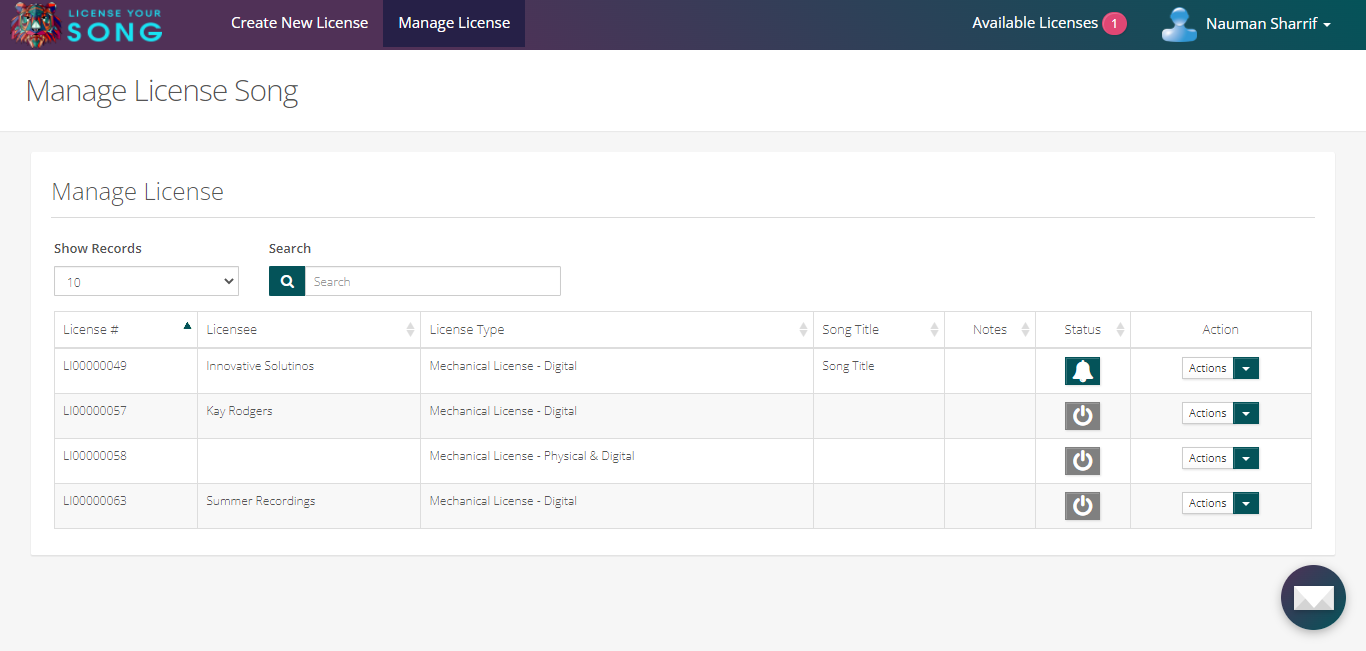 LICENSE YOUR
SONG
Create New License
Manage License
Available Licenses 1
Nauman Sharrif
Manage License Song
Manage License
Show Records
Search
10
Search
License #
Licensee
License Type
Song Title
Notes
Status
Action
LI00000049
Innovative Solutinos
Mechanical License - Digital
Song Title
Actions
LI00000057
Kay Rodgers
Mechanical License - Digital
Actions
LI00000058
Mechanical License - Physical & Digital
Actions
LI00000063
Summer Recordings
Mechanical License - Digital
Actions